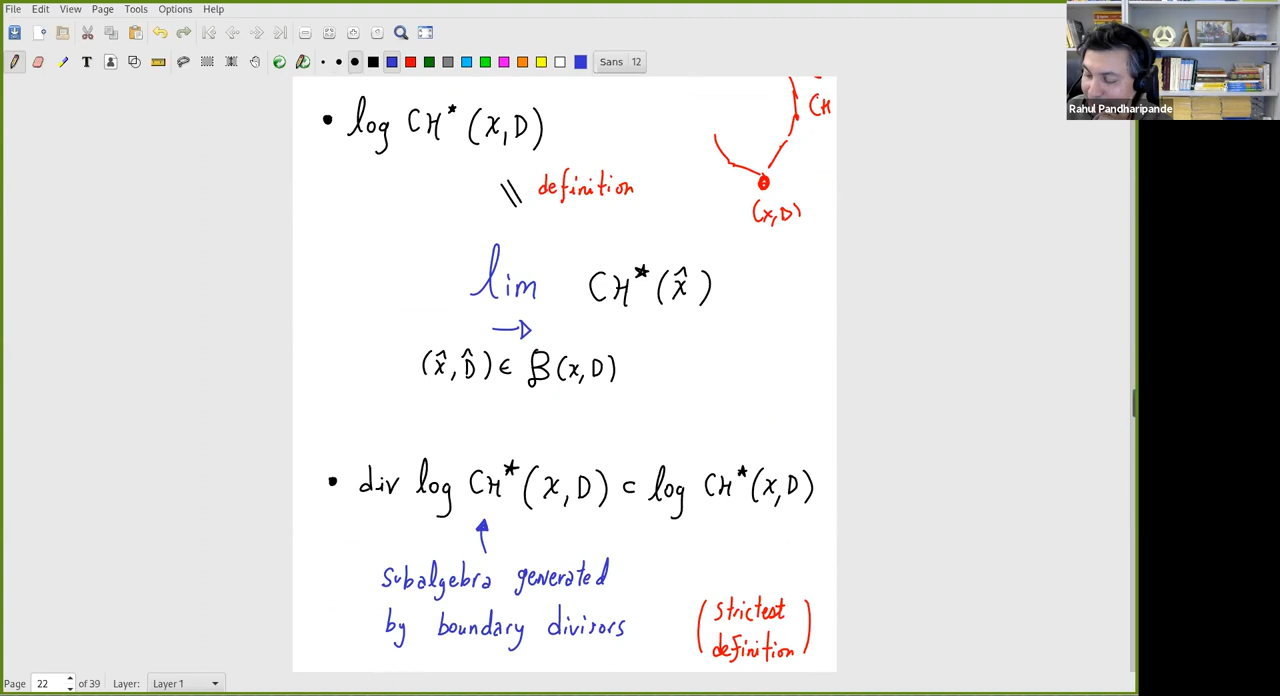 File Edit View Page Tools Options Help
Sans 12
• log CH* (X,D)
CH
\\ definition
(X,D)
lim CH* (X̂)
(X̂, D̂) ∈ B(X,D)
• div log CH* (X,D) ⊂ log CH* (X,D)
subalgebra generated
by boundary divisors
(strictest
definition)
Rahul Pandharipande
Page 22 of 39 Layer: Layer 1